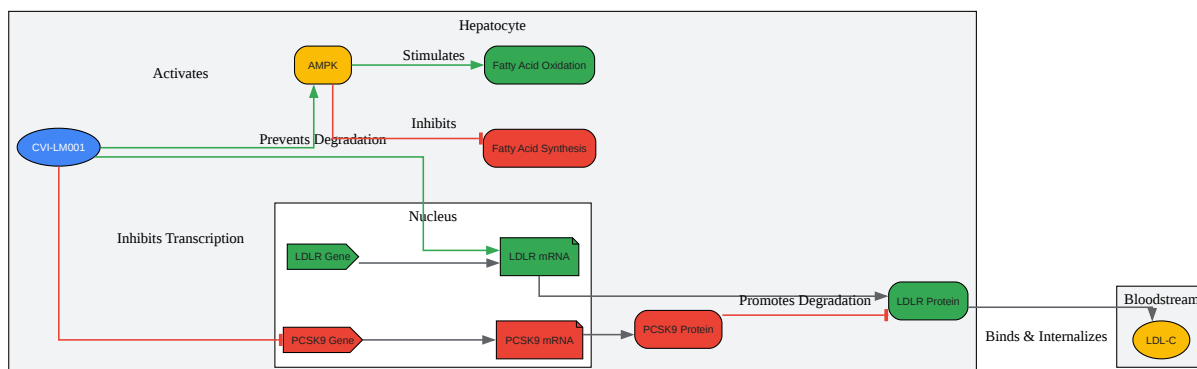 Hepatocyte
Stimulates
AMPK
Fatty Acid Oxidation
Activates
Inhibits
Prevents Degradation
CVI-LM001
Fatty Acid Synthesis
Nucleus
Inhibits Transcription
LDLR Gene
LDLR mRNA
Promotes Degradation
LDLR Protein
Bloodstream
PCSK9 Gene
PCSK9 mRNA
PCSK9 Protein
Binds & Internalizes
LDL-C